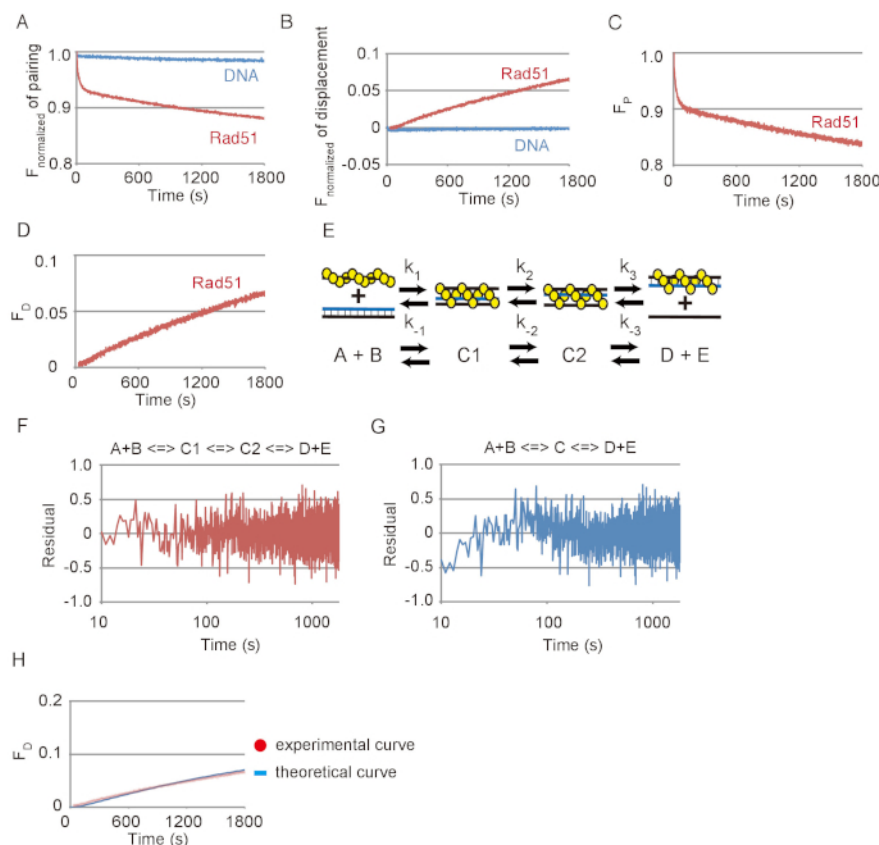 A
F normalized of pairing
1.0
0.9
0.8
DNA
Rad51
0 600 1200 1800
Time (s)
B
F normalized of displacement
0.1
0.05
0
-0.05
Rad51
DNA
0 600 1200 1800
Time (s)
C
F P
1.0
0.9
0.8
Rad51
0 600 1200 1800
Time (s)
D
F D
0.1
0.05
0
Rad51
0 600 1200 1800
Time (s)
E
k1 k2 k3
+ +
k-1 k-2 k-3
A + B C1 C2 D + E
F
A+B <=> C1 <=> C2 <=> D+E
Residual
1.0
0.5
0
-0.5
-1.0
10 100 1000
Time (s)
G
A+B <=> C <=> D+E
Residual
1.0
0.5
0
-0.5
-1.0
10 100 1000
Time (s)
H
F D
0.2
0.1
0
0 600 1200 1800
Time (s)
experimental curve
theoretical curve